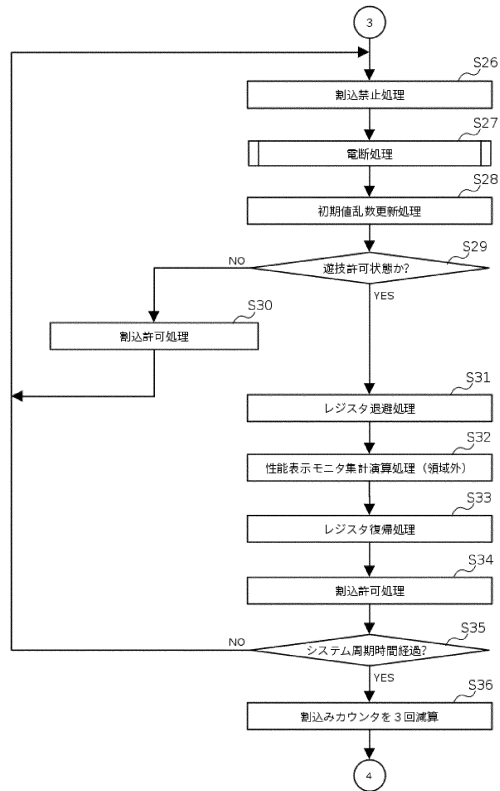 3
S26
割込禁止処理
S27
電断処理
S28
初期値乱数更新処理
S29
遊技許可状態か?
NO
YES
S30
割込許可処理
S31
レジスタ退避処理
S32
性能表示モニタ集計演算処理(領域外)
S33
レジスタ復帰処理
S34
割込許可処理
S35
システム周期時間経過?
NO
YES
S36
割込みカウンタを3回減算
4